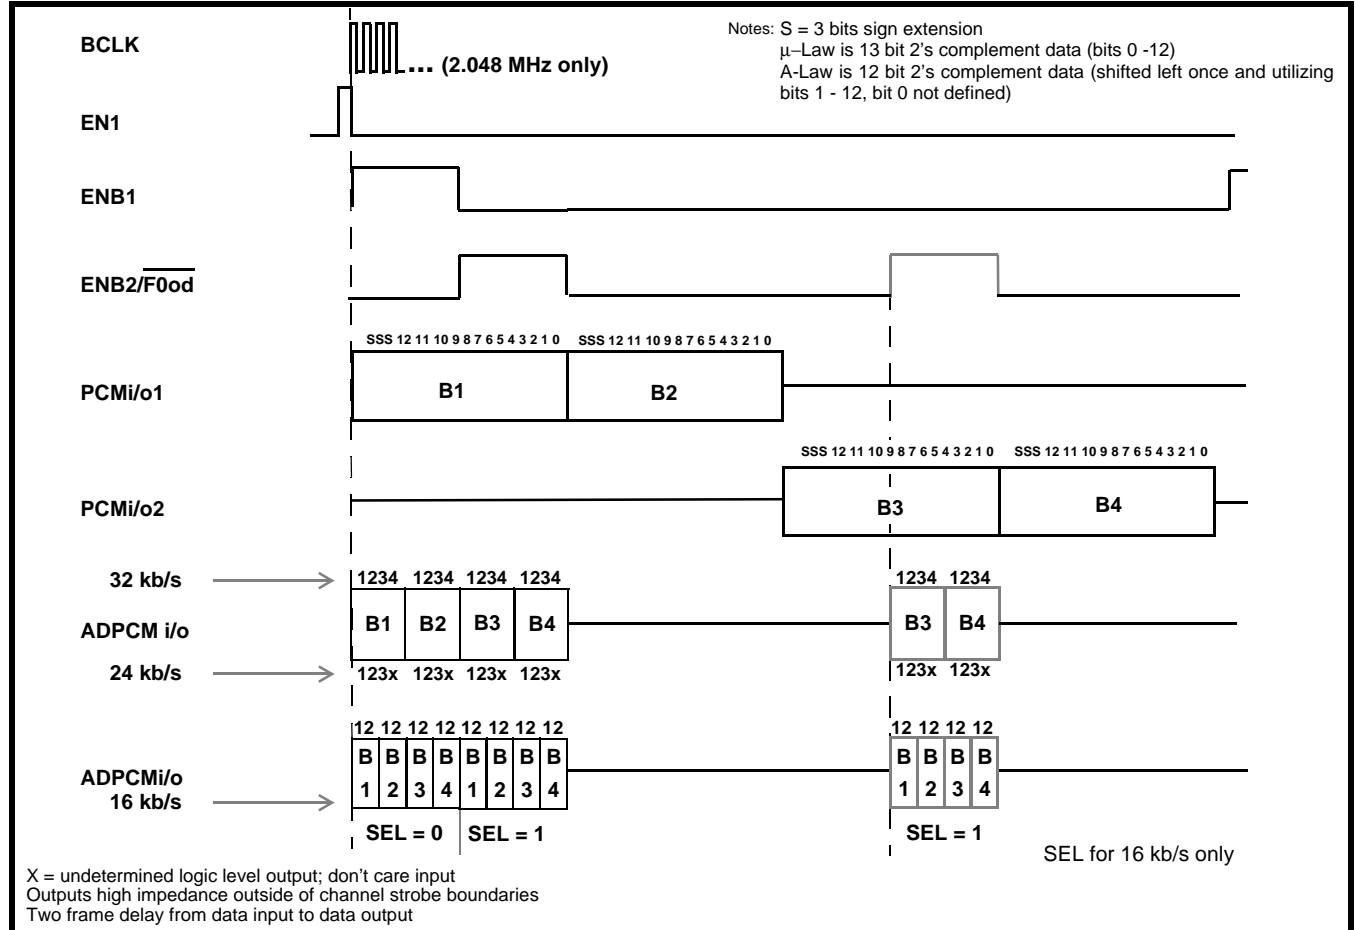 BCLK
... (2.048 MHz only)
Notes: S = 3 bits sign extension
μ–Law is 13 bit 2's complement data (bits 0 -12)
A-Law is 12 bit 2's complement data (shifted left once and utilizing
bits 1 - 12, bit 0 not defined)
EN1
ENB1
ENB2/F0od
SSS 12 11 10 9 8 7 6 5 4 3 2 1 0 SSS 12 11 10 9 8 7 6 5 4 3 2 1 0
PCMi/o1 B1 B2
SSS 12 11 10 9 8 7 6 5 4 3 2 1 0 SSS 12 11 10 9 8 7 6 5 4 3 2 1 0
PCMi/o2 B3 B4
32 kb/s 1234 1234 1234 1234 1234 1234
ADPCM i/o B1 B2 B3 B4 B3 B4
24 kb/s 123x 123x 123x 123x 123x 123x
12 12 12 12 12 12 12 12 12 12 12 12
B B B B B B B B B B B B
ADPCMi/o
1 2 3 4 1 2 3 4 1 2 3 4
16 kb/s
SEL = 0 SEL = 1 SEL = 1
SEL for 16 kb/s only
X = undetermined logic level output; don't care input
Outputs high impedance outside of channel strobe boundaries
Two frame delay from data input to data output